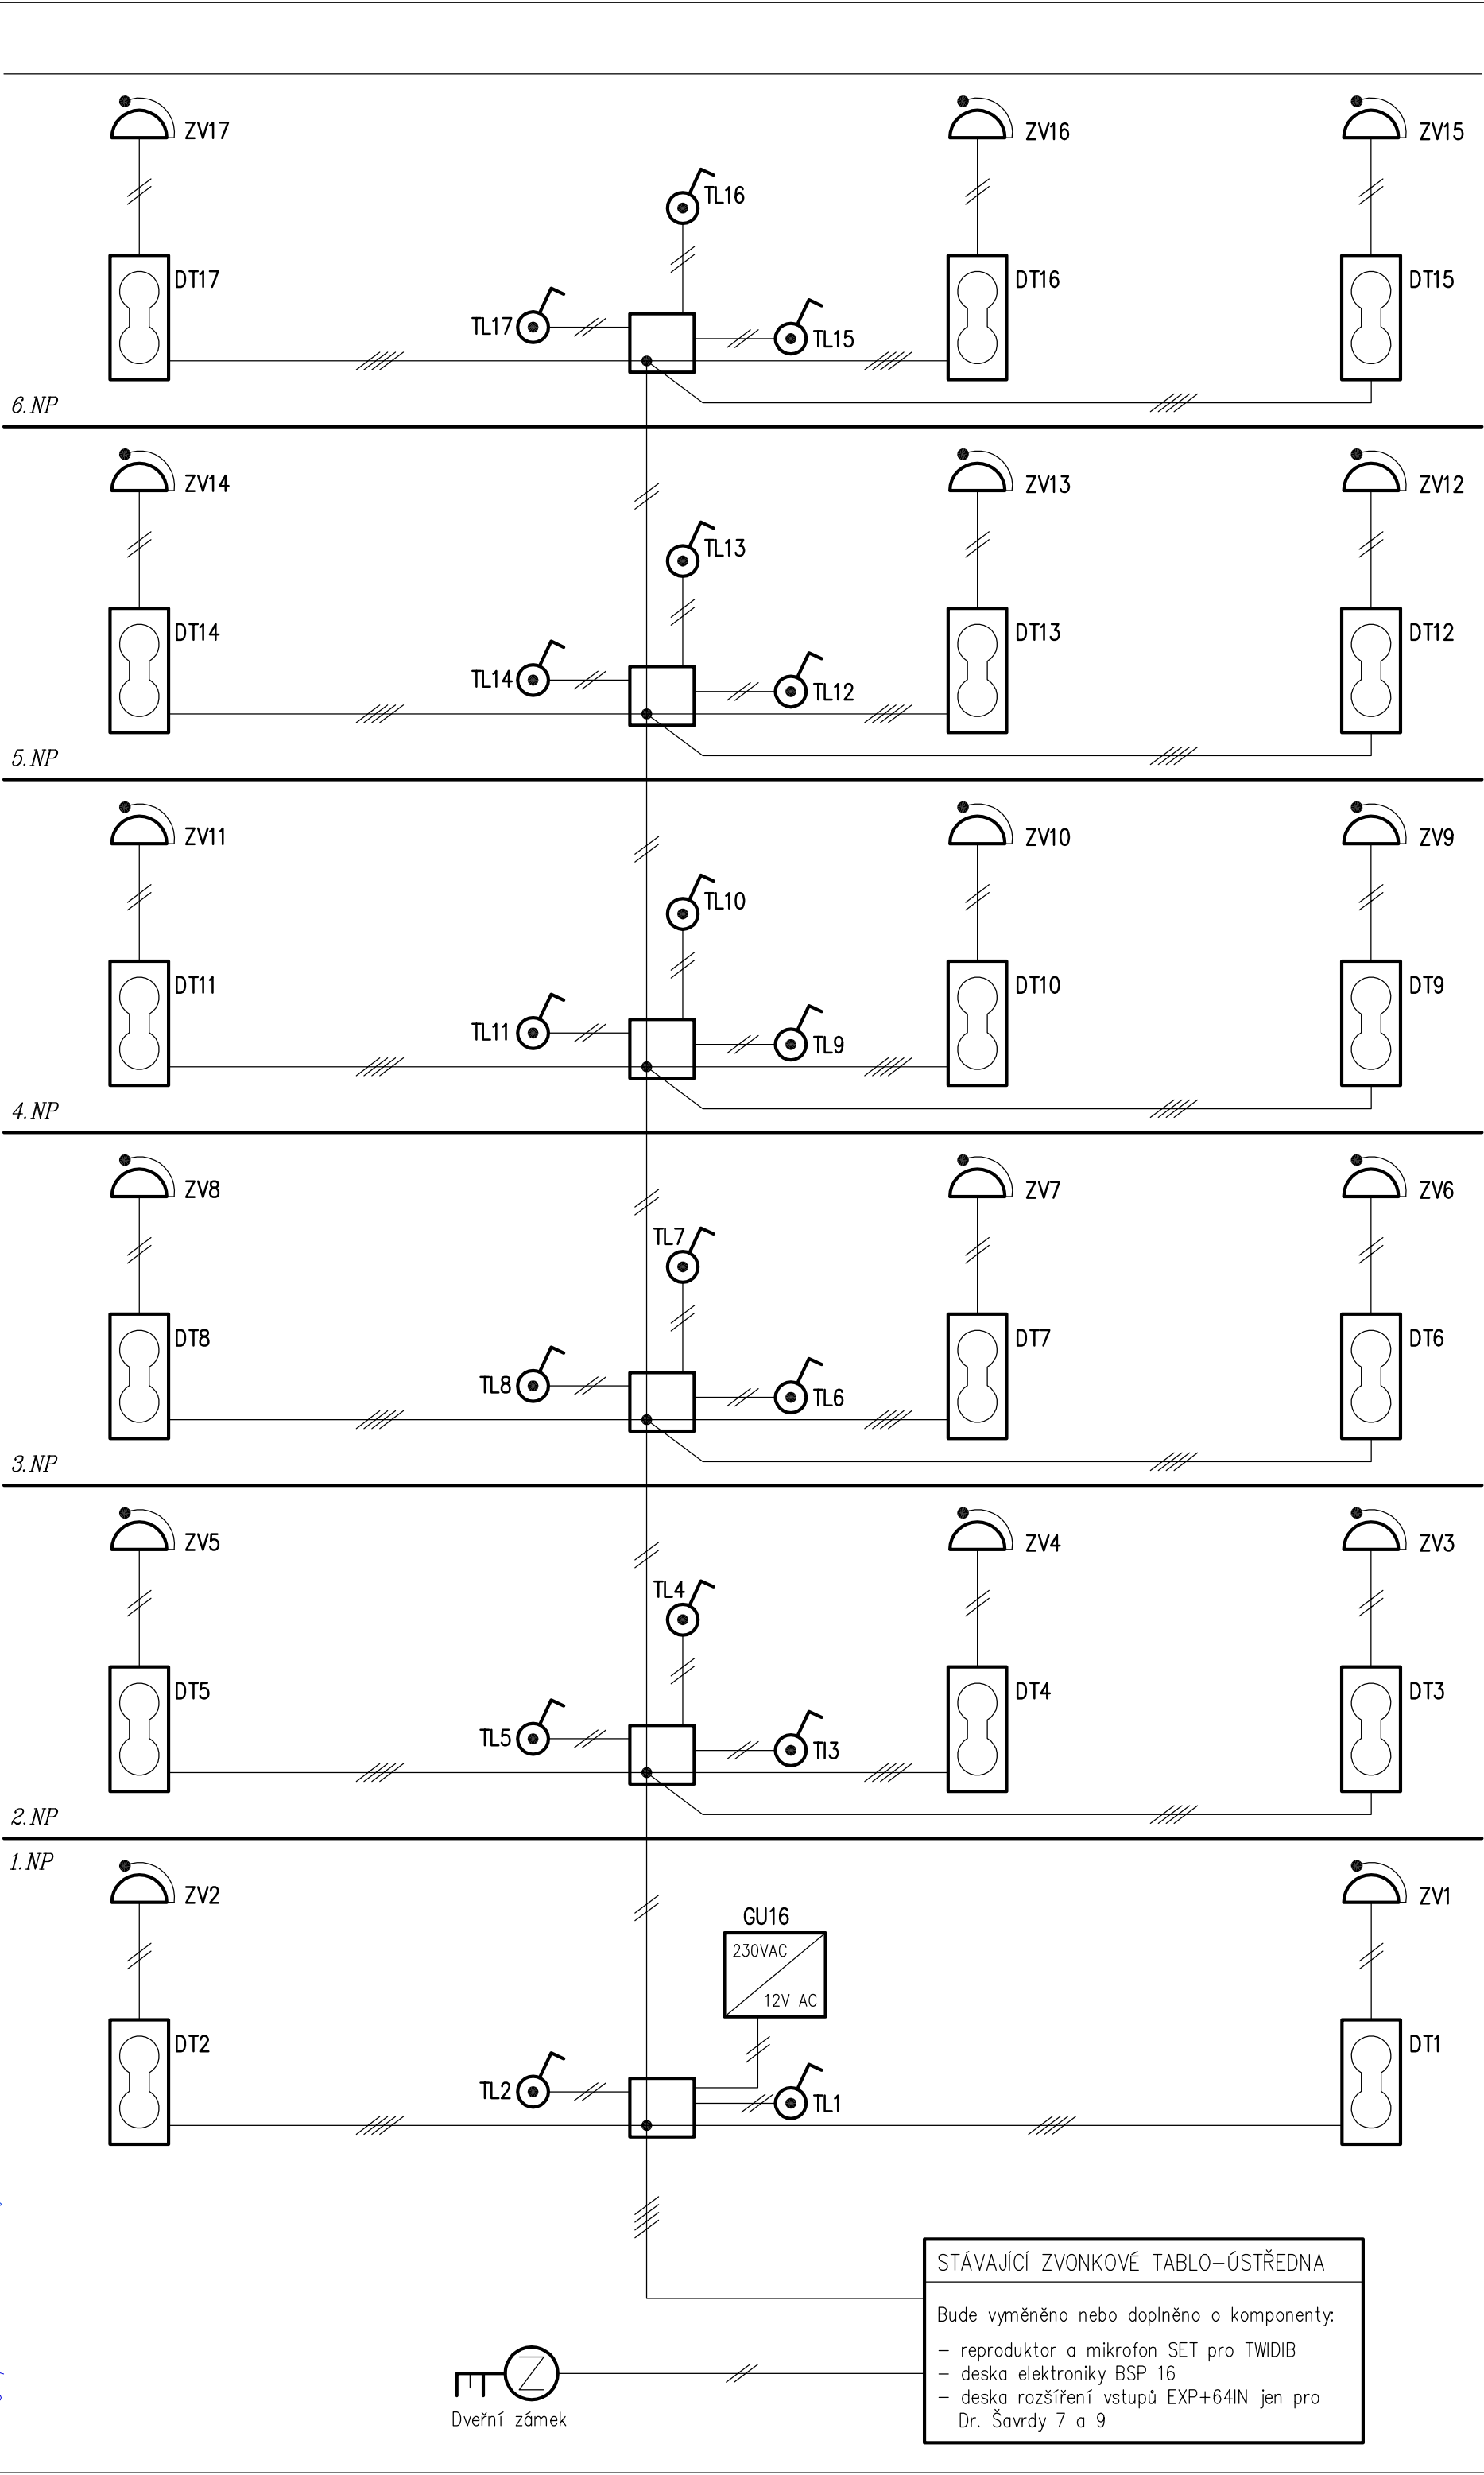 ZV17
ZV16
ZV15
TL16
DT17
DT16
DT15
TL17
TL15
6.NP
ZV14
ZV13
ZV12
TL13
DT14
DT13
DT12
TL14
TL12
5.NP
ZV11
ZV10
ZV9
TL10
DT11
DT10
DT9
TL11
TL9
4.NP
ZV8
ZV7
ZV6
TL7
DT8
DT7
DT6
TL8
TL6
3.NP
ZV5
ZV4
ZV3
TL4
DT5
DT4
DT3
TL5
Tl3
2.NP
1.NP
ZV2
ZV1
GU16
230VAC
12V AC
DT2
DT1
TL2
TL1
STÁVAJÍCÍ ZVONKOVÉ TABLO-ÚSTŘEDNA
Bude vyměněno nebo doplněno o komponenty:
- reproduktor a mikrofon SET pro TWIDIB
- deska elektroniky BSP 16
- deska rozšíření vstupů EXP+64IN jen pro
Dr. Šavrdy 7 a 9
Z
Dveřní zámek